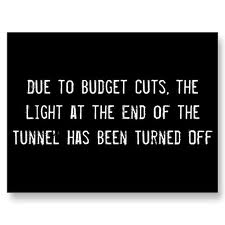 DUE TO BUDGET CUTS, THE
LIGHT AT THE END OF THE
TUNNEL HAS BEEN TURNED OFF